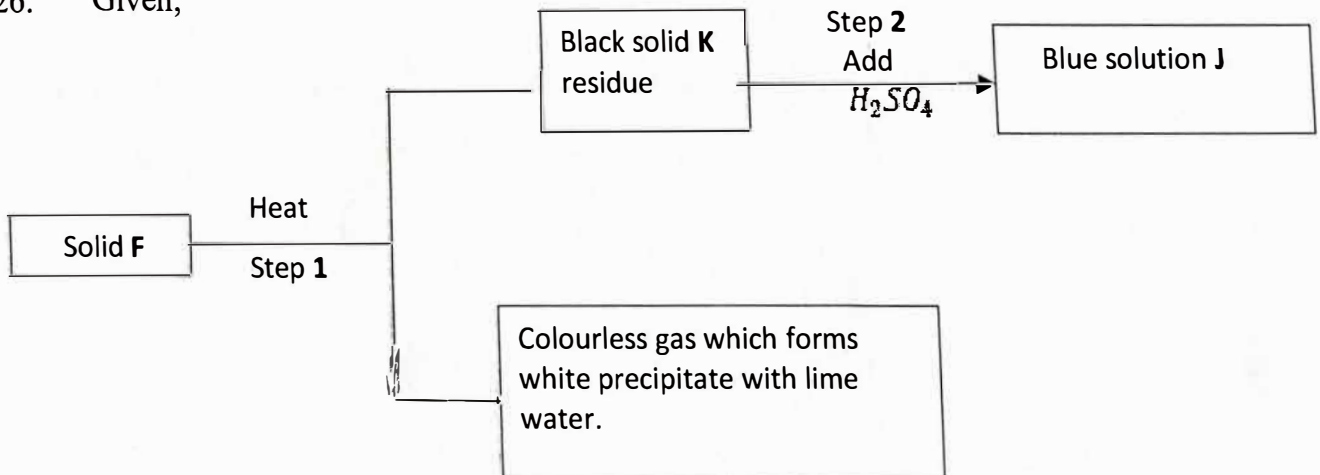 26. Given,
Black solid K
residue
Step 2
Add
H₂SO₄
Blue solution J
Heat
Solid F
Step 1
Colourless gas which forms
white precipitate with lime
water.